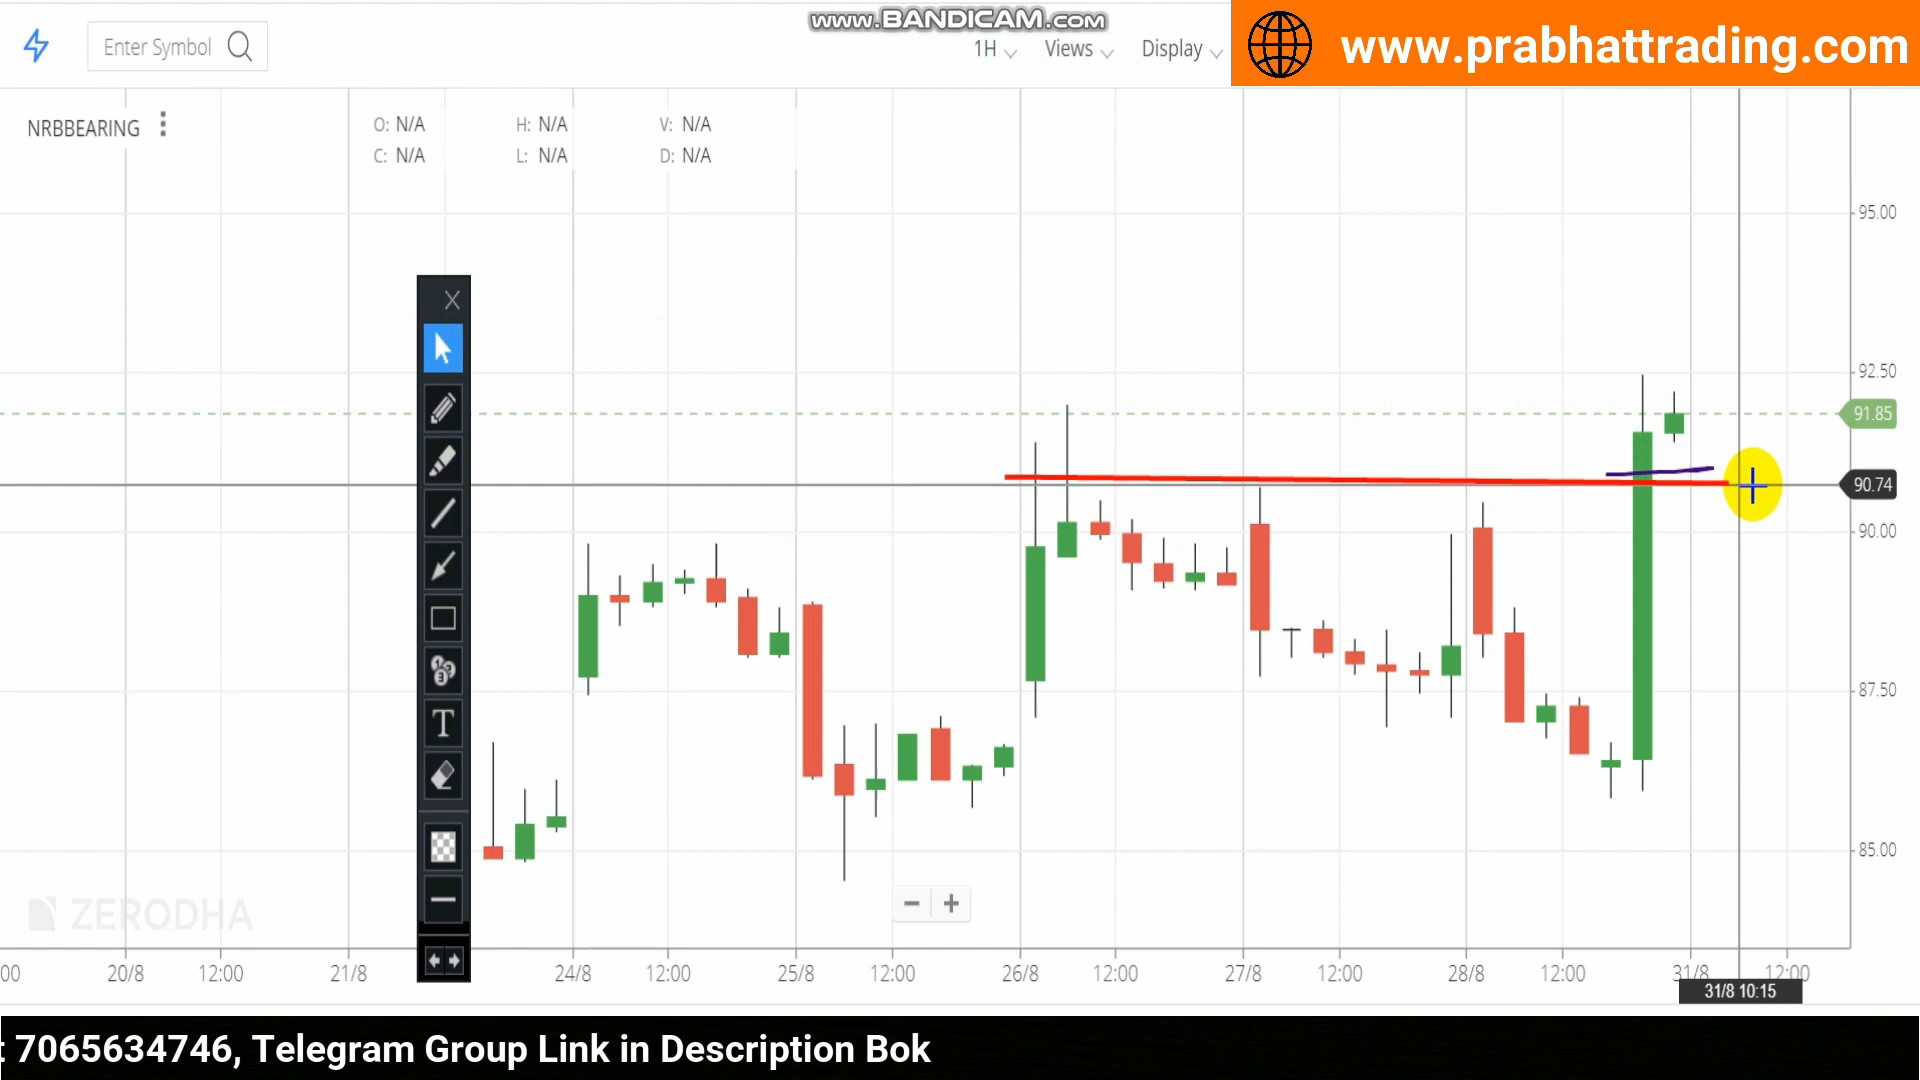 www.BANDICAM.com
www.prabhattrading.com
Enter Symbol
1H
Views
Display
NRBBEARING
O: N/A
H: N/A
V: N/A
C: N/A
L: N/A
D: N/A
95.00
92.50
91.85
90.74
90.00
87.50
85.00
X
T
ZERODHA
00
20/8
12:00
21/8
24/8
12:00
25/8
12:00
26/8
12:00
27/8
12:00
28/8
12:00
31/8
12:00
31/8 10:15
7065634746, Telegram Group Link in Description Bok